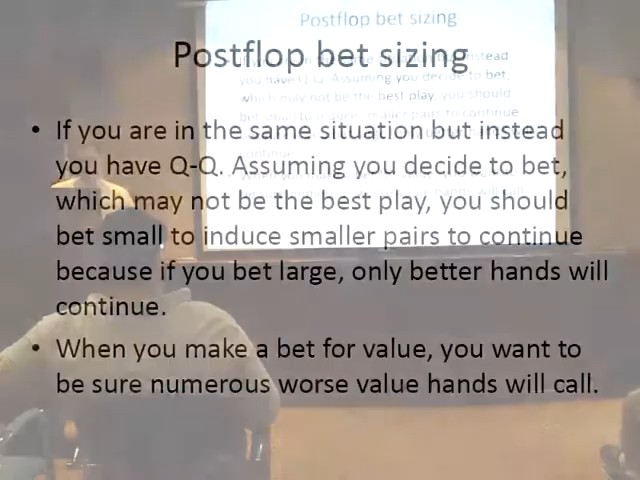 Postflop bet sizing
Postflop bet sizing
• If you are in the same situation but instead
you have Q-Q. Assuming you decide to bet,
which may not be the best play, you should
bet small to induce smaller pairs to continue
because if you bet large, only better hands will
continue.
• When you make a bet for value, you want to
be sure numerous worse value hands will call.